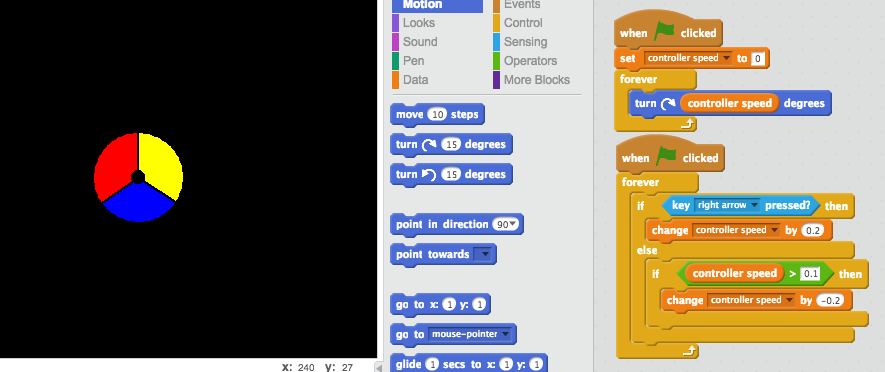 Motion
Events
Looks
Control
Sound
Sensing
Pen
Operators
Data
More Blocks
move 10 steps
turn 15 degrees
turn 15 degrees
point in direction 90
point towards
go to x: 1 y: 1
go to mouse-pointer
glide 1 secs to x: 1 y: 1
x: 240 y: 27
when clicked
set controller speed to 0
forever
turn controller speed degrees
when clicked
forever
if key right arrow pressed? then
change controller speed by 0.2
else
if controller speed > 0.1 then
change controller speed by -0.2